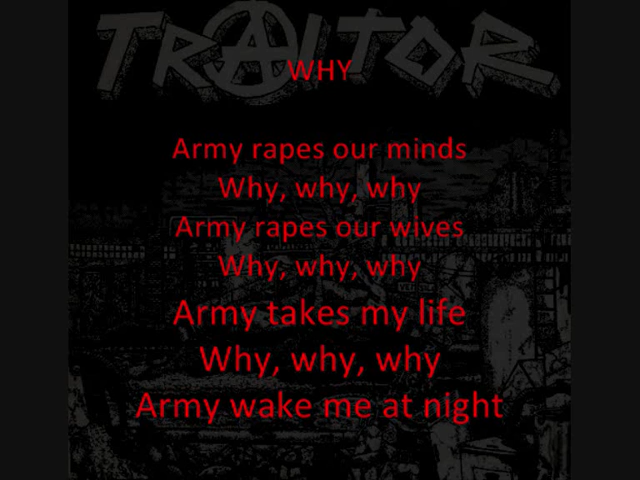 TRAITOR
WHY
Army rapes our minds
Why, why, why
Army rapes our wives
Why, why, why
Army takes my life
Why, why, why
Army wake me at night